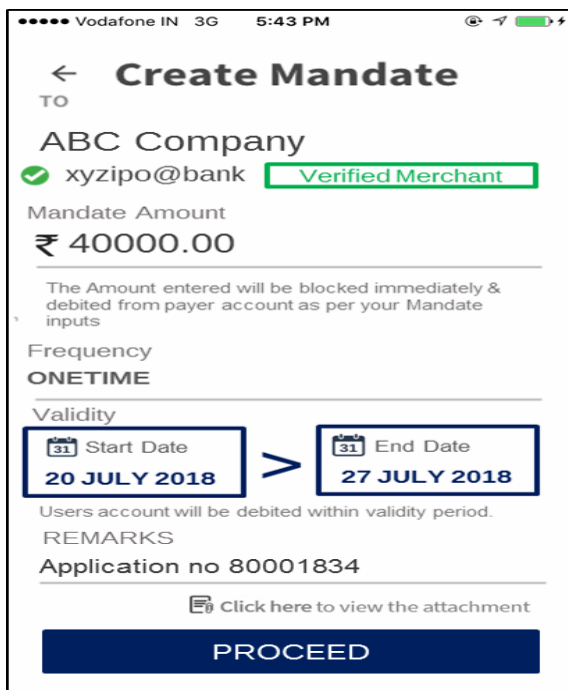 Vodafone IN 3G 5:43 PM
← Create Mandate
TO
ABC Company
xyzipo@bank Verified Merchant
Mandate Amount
₹ 40000.00
The Amount entered will be blocked immediately &
debited from payer account as per your Mandate
inputs
Frequency
ONETIME
Validity
31 Start Date > 31 End Date
20 JULY 2018 27 JULY 2018
Users account will be debited within validity period.
REMARKS
Application no 80001834
Click here to view the attachment
PROCEED